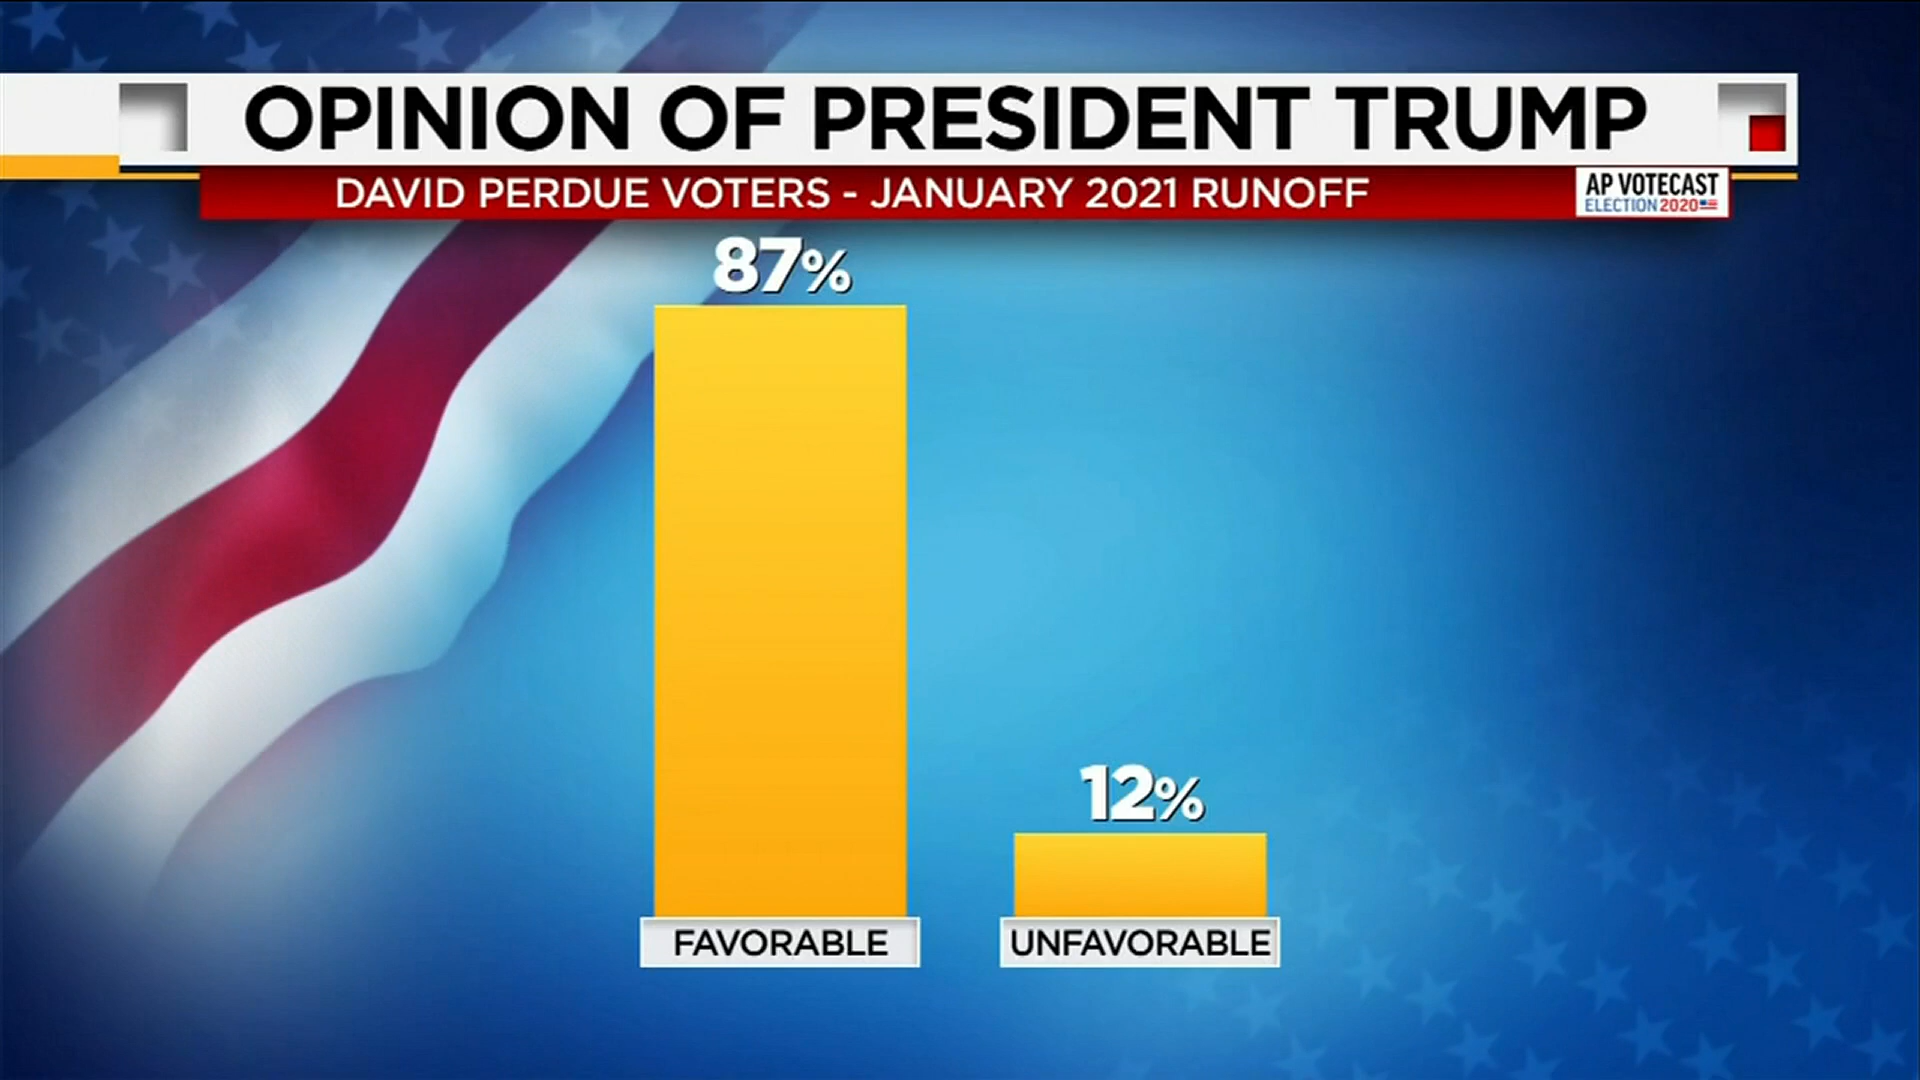 OPINION OF PRESIDENT TRUMP
DAVID PERDUE VOTERS - JANUARY 2021 RUNOFF
AP VOTECAST
ELECTION 2020
87%
12%
FAVORABLE
UNFAVORABLE